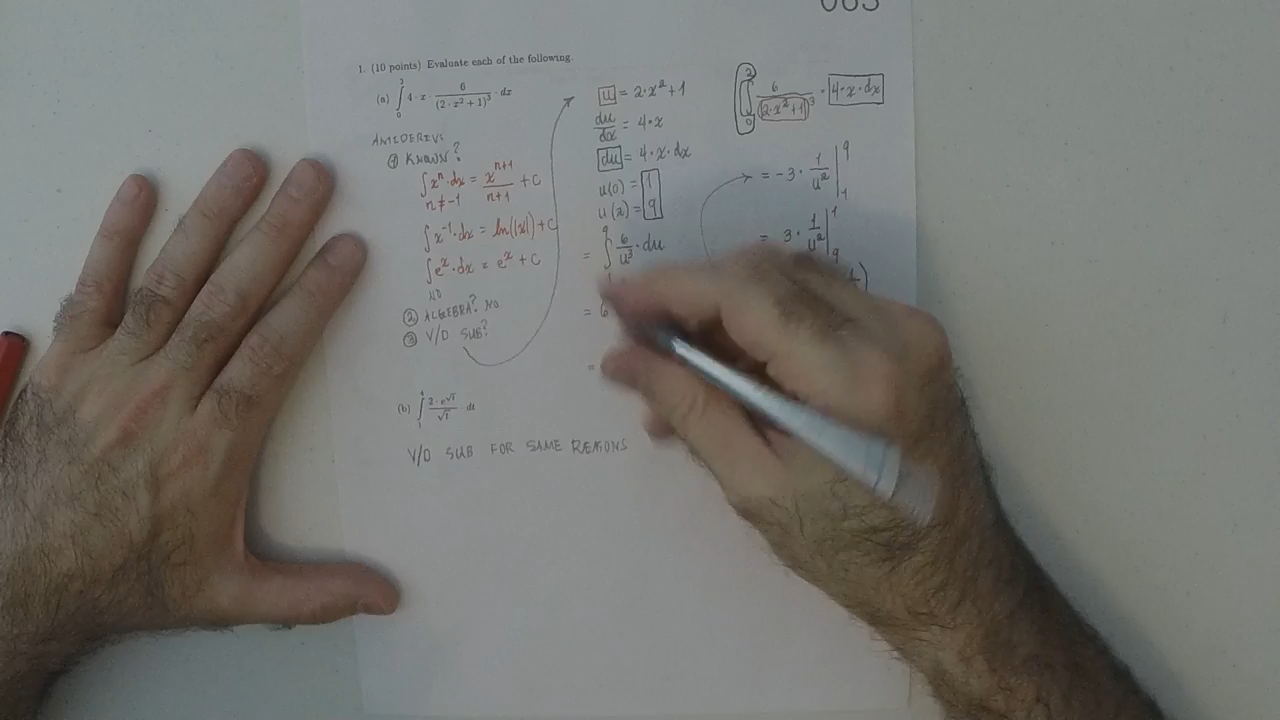 003
1. (10 points) Evaluate each of the following.
(a) ∫₀² 4 · x · 6/(2 · x² + 1)³ · dx
ANTIDERIV:
① KNOWN?
∫xⁿ·dx = xⁿ⁺¹/(n+1) + C
n ≠ -1
∫x⁻¹·dx = ln(|x|) + C
∫eˣ·dx = eˣ + C
NO
② ALGEBRA? NO
③ V/O SUB?
u = 2·x²+1
du/dx = 4·x
du = 4·x·dx
u(0) = 1
u(2) = 9
= ∫₁⁹ 6/u³ · du
= 6
=
∫₀² 6/(2·x²+1)³ · 4·x·dx
= -3 · 1/u² |₁⁹
= 3 · 1/u² |₉¹
(b) ∫₁⁴
V/O SUB FOR SAME REASONS